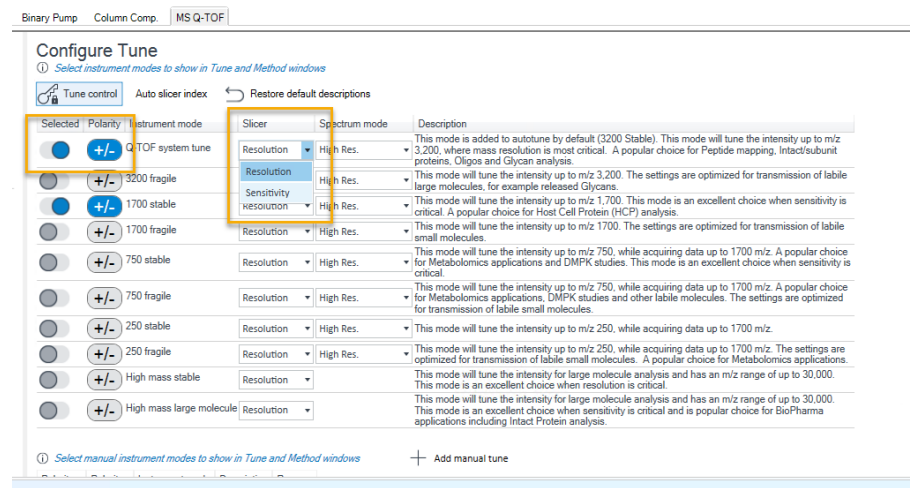 Binary Pump Column Comp. MS Q-TOF
Configure Tune
Select instrument modes to show in Tune and Method windows
Tune control Auto slicer index Restore default descriptions
Selected Polarity Instrument mode Slicer Spectrum mode Description
+/- Q-TOF system tune Resolution High Res. This mode is added to autotune by default (3200 Stable). This mode will tune the intensity up to m/z
3,200, where mass resolution is most critical. A popular choice for Peptide mapping, Intact/subunit
proteins, Oligos and Glycan analysis.
Resolution
Sensitivity
+/- 3200 fragile High Res. This mode will tune the intensity up to m/z 3,200. The settings are optimized for transmission of labile
large molecules, for example released Glycans.
+/- 1700 stable Resolution High Res. This mode will tune the intensity up to m/z 1,700. This mode is an excellent choice when sensitivity is
critical. A popular choice for Host Cell Protein (HCP) analysis.
+/- 1700 fragile Resolution High Res. This mode will tune the intensity up to m/z 1700. The settings are optimized for transmission of labile
small molecules.
+/- 750 stable Resolution High Res. This mode will tune the intensity up to m/z 750, while acquiring data up to 1700 m/z. A popular choice
for Metabolomics applications and DMPK studies. This mode is an excellent choice when sensitivity is
critical.
+/- 750 fragile Resolution High Res. This mode will tune the intensity up to m/z 750, while acquiring data up to 1700 m/z. A popular choice
for Metabolomics applications, DMPK studies and other labile molecules. The settings are optimized
for transmission of labile small molecules.
+/- 250 stable Resolution High Res. This mode will tune the intensity up to m/z 250, while acquiring data up to 1700 m/z.
+/- 250 fragile Resolution High Res. This mode will tune the intensity up to m/z 250, while acquiring data up to 1700 m/z. The settings are
optimized for transmission of labile small molecules. A popular choice for Metabolomics applications.
+/- High mass stable Resolution This mode will tune the intensity for large molecule analysis and has an m/z range of up to 30,000.
This mode is an excellent choice when resolution is critical.
+/- High mass large molecule Resolution This mode will tune the intensity for large molecule analysis and has an m/z range of up to 30,000.
This mode is an excellent choice when sensitivity is critical and is popular choice for BioPharma
applications including Intact Protein analysis.
Select manual instrument modes to show in Tune and Method windows Add manual tune